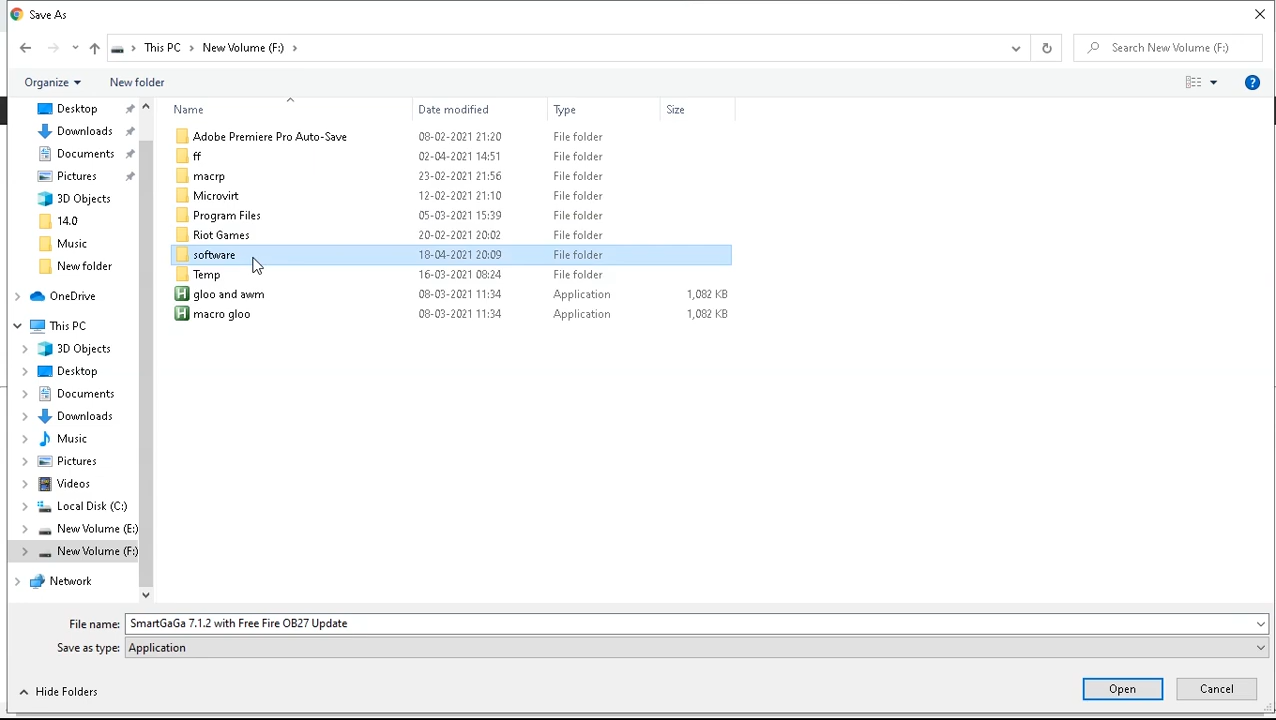 Save As
This PC > New Volume (F:) >
Search New Volume (F:)
Organize
New folder
Name Date modified Type Size
Desktop
Downloads
Documents
Pictures
3D Objects
14.0
Music
New folder
OneDrive
This PC
3D Objects
Desktop
Documents
Downloads
Music
Pictures
Videos
Local Disk (C:)
New Volume (E:)
New Volume (F:)
Network
Adobe Premiere Pro Auto-Save 08-02-2021 21:20 File folder
ff 02-04-2021 14:51 File folder
macrp 23-02-2021 21:56 File folder
Microvirt 12-02-2021 21:10 File folder
Program Files 05-03-2021 15:39 File folder
Riot Games 20-02-2021 20:02 File folder
software 18-04-2021 20:09 File folder
Temp 16-03-2021 08:24 File folder
gloo and awm 08-03-2021 11:34 Application 1,082 KB
macro gloo 08-03-2021 11:34 Application 1,082 KB
File name: SmartGaGa 7.1.2 with Free Fire OB27 Update
Save as type: Application
Hide Folders
Open
Cancel